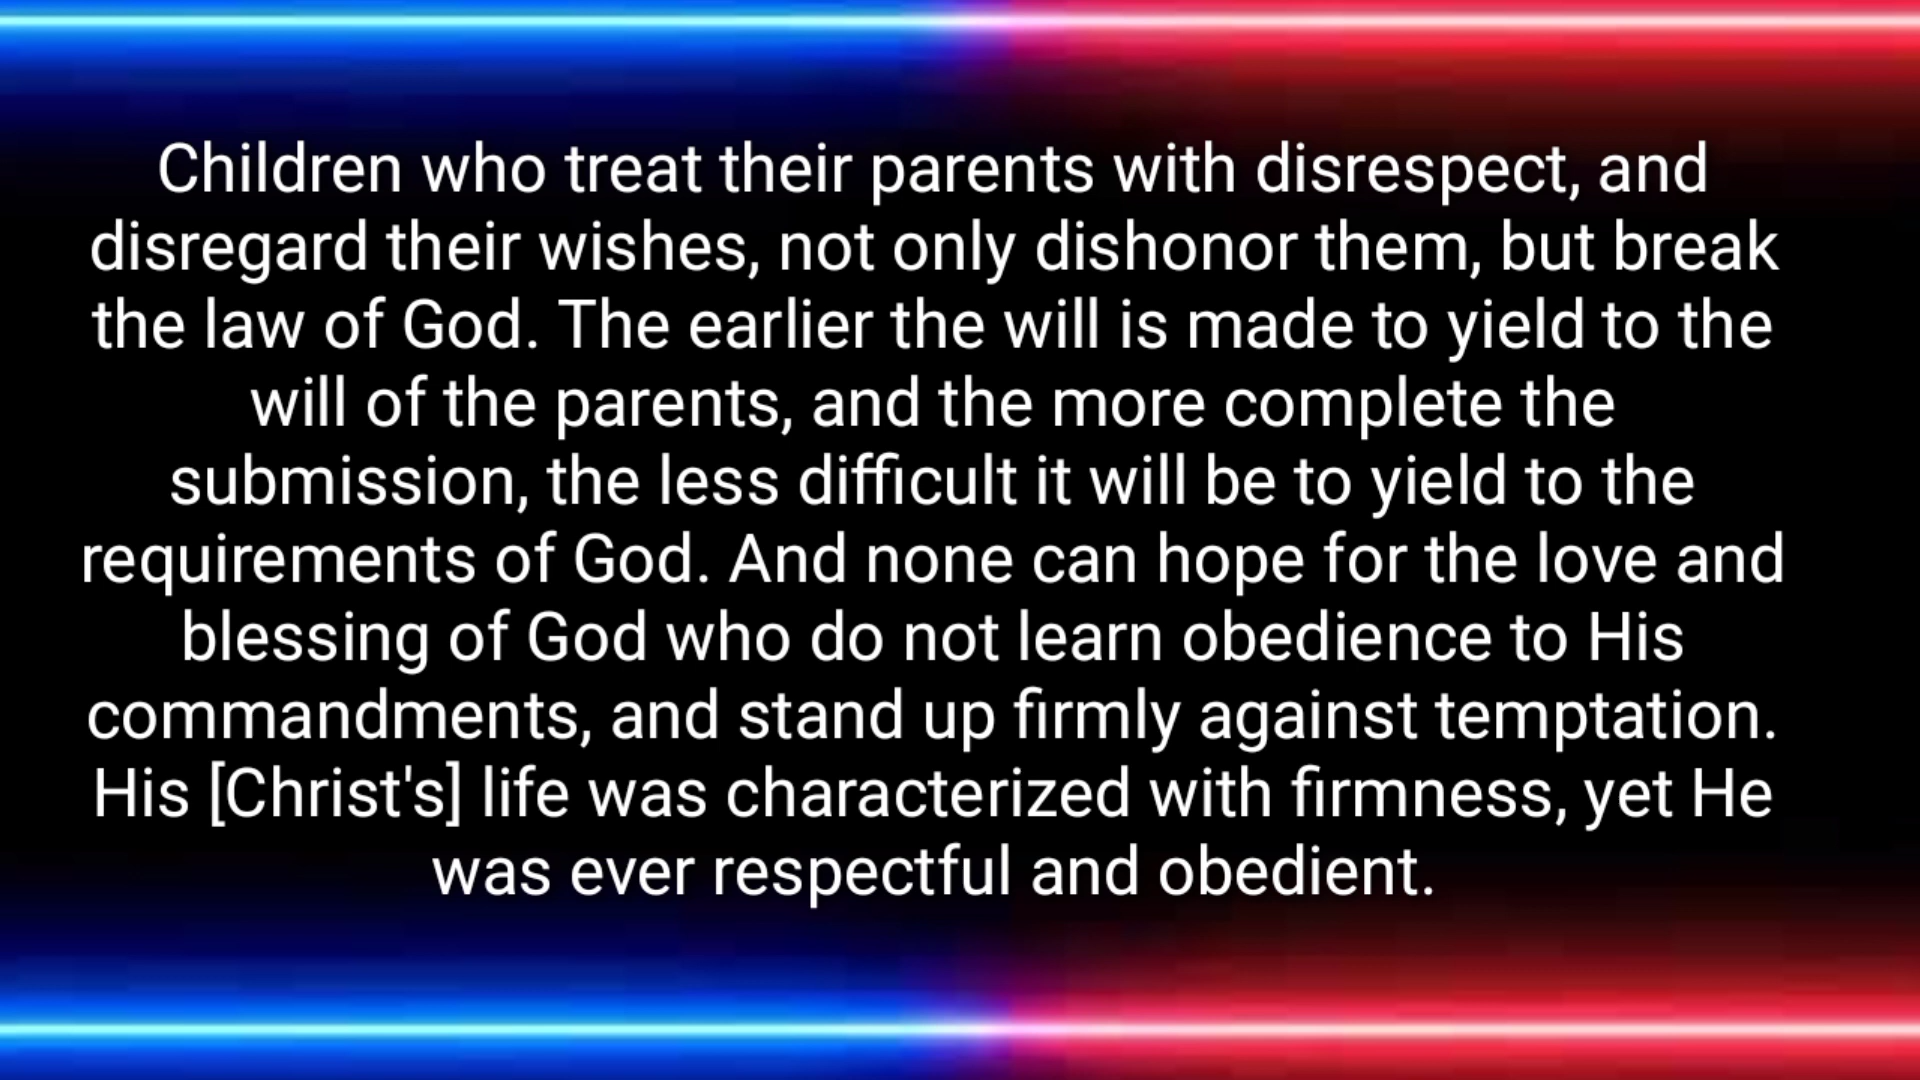 Children who treat their parents with disrespect, and
disregard their wishes, not only dishonor them, but break
the law of God. The earlier the will is made to yield to the
will of the parents, and the more complete the
submission, the less difficult it will be to yield to the
requirements of God. And none can hope for the love and
blessing of God who do not learn obedience to His
commandments, and stand up firmly against temptation.
His [Christ's] life was characterized with firmness, yet He
was ever respectful and obedient.